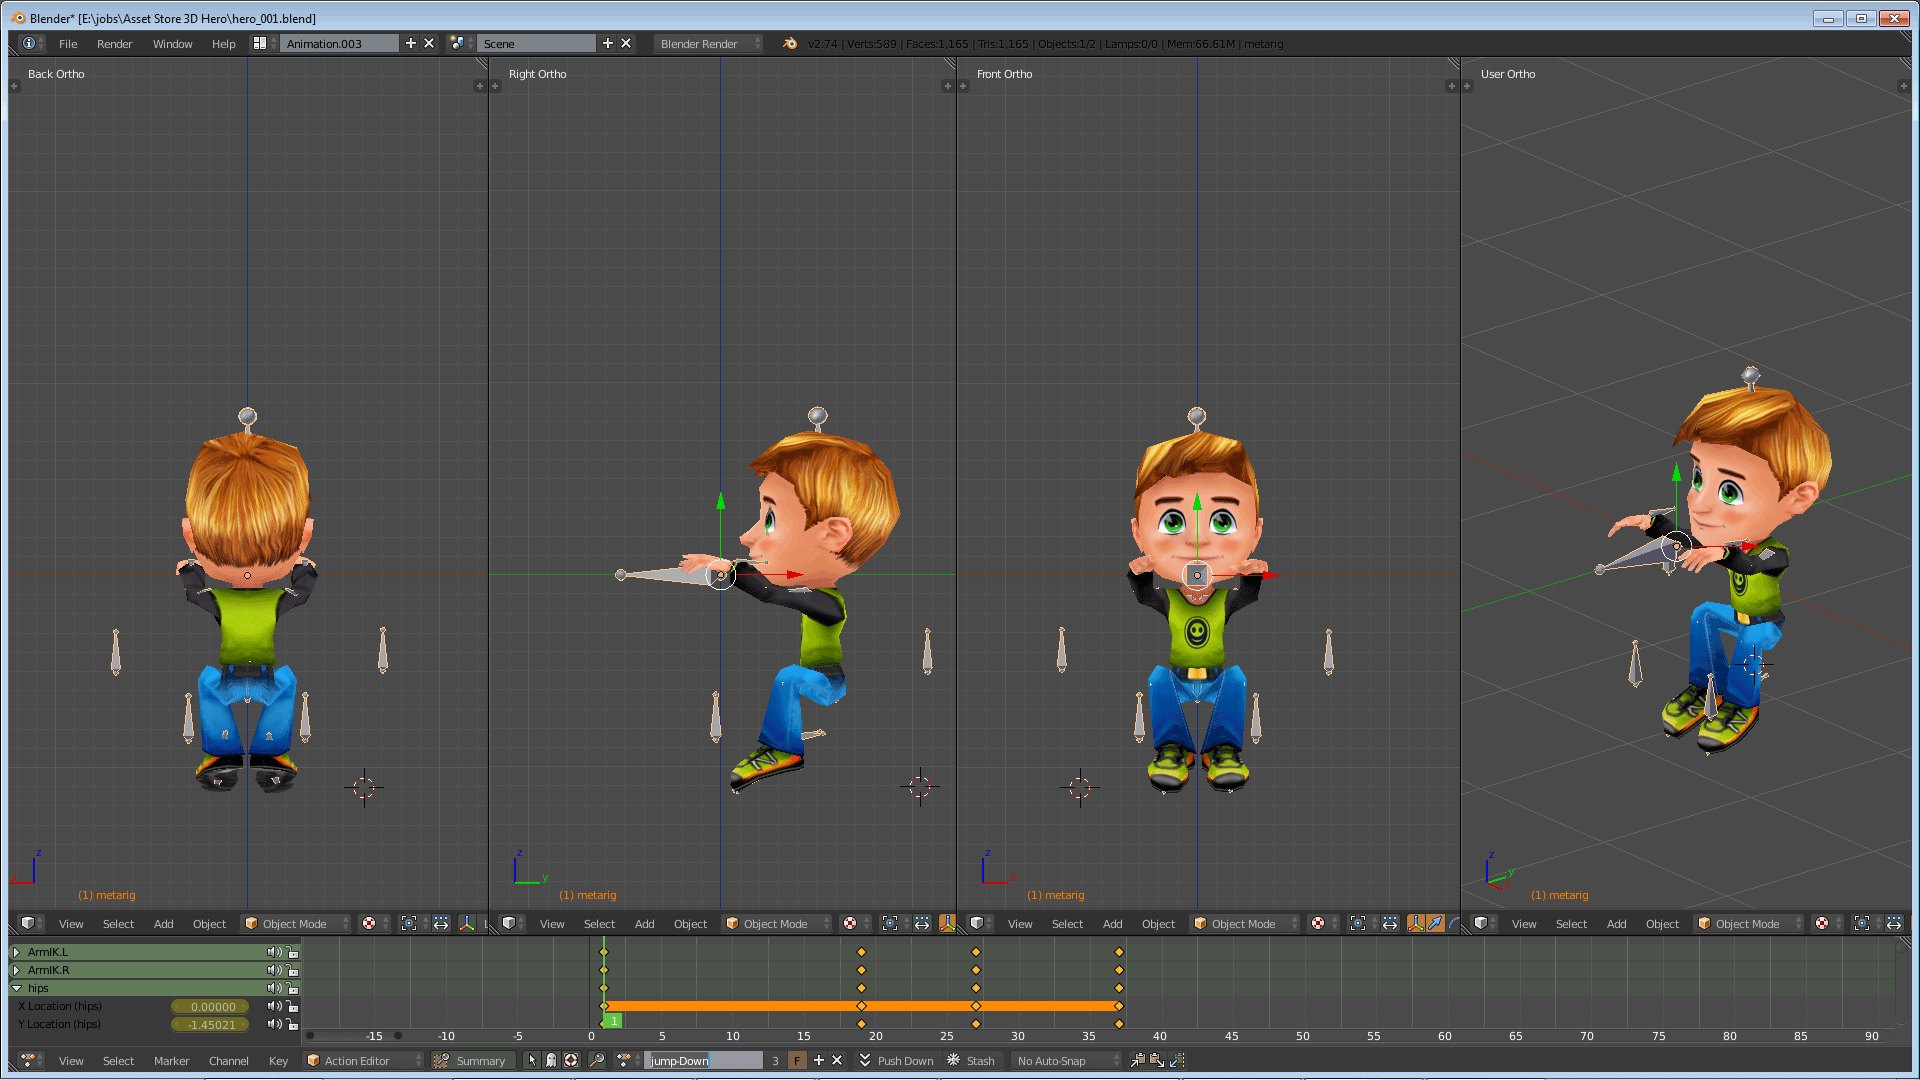 Blender* [E:\jobs\Asset Store 3D Hero\hero_001.blend]
File Render Window Help Animation.003 Scene Blender Render v2.74 | Verts:589 | Faces:1,165 | Tris:1,165 | Objects:1/2 | Lamps:0/0 | Mem:66.61M | metarig
Back Ortho Right Ortho Front Ortho User Ortho
z z z z
y y
x x
(1) metarig (1) metarig (1) metarig (1) metarig
View Select Add Object Object Mode View Select Add Object Object Mode View Select Add Object Object Mode View Select Add Object Object Mode
ArmIK.L
ArmIK.R
hips
X Location (hips) 0.00000
Y Location (hips) -1.45021 1
-15 -10 -5 0 5 10 15 20 25 30 35 40 45 50 55 60 65 70 75 80 85 90
View Select Marker Channel Key Action Editor Summary jump-Down 3 F Push Down Stash No Auto-Snap